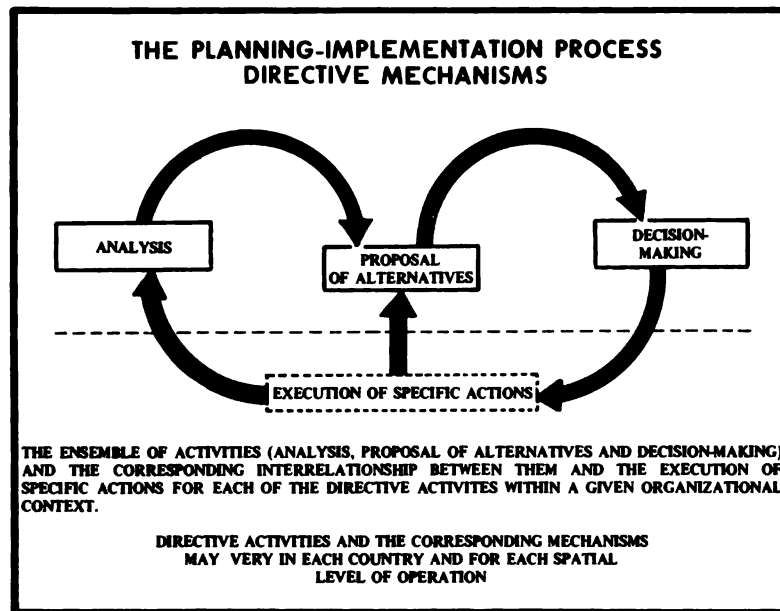 THE PLANNING-IMPLEMENTATION PROCESS
DIRECTIVE MECHANISMS
ANALYSIS
PROPOSAL
OF ALTERNATIVES
DECISION-
MAKING
EXECUTION OF SPECIFIC ACTIONS
THE ENSEMBLE OF ACTIVITIES (ANALYSIS, PROPOSAL OF ALTERNATIVES AND DECISION-MAKING)
AND THE CORRESPONDING INTERRELATIONSHIP BETWEEN THEM AND THE EXECUTION OF
SPECIFIC ACTIONS FOR EACH OF THE DIRECTIVE ACTIVITES WITHIN A GIVEN ORGANIZATIONAL
CONTEXT.
DIRECTIVE ACTIVITIES AND THE CORRESPONDING MECHANISMS
MAY VERY IN EACH COUNTRY AND FOR EACH SPATIAL
LEVEL OF OPERATION